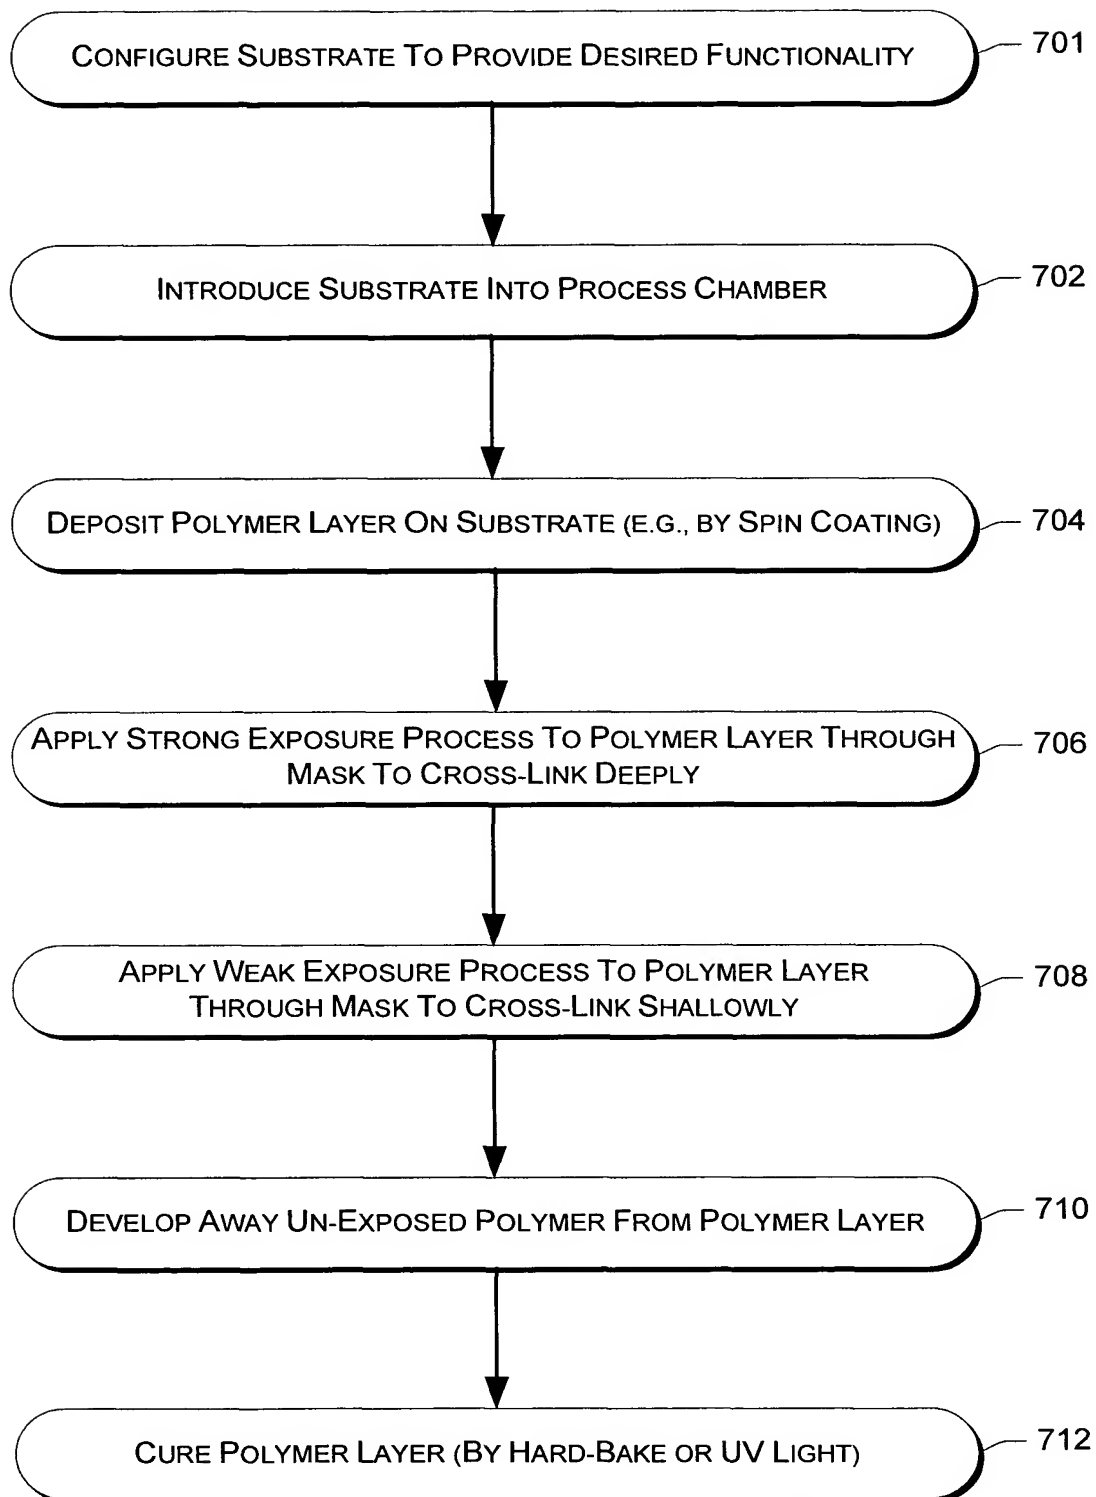 CONFIGURE SUBSTRATE TO PROVIDE DESIRED FUNCTIONALITY
701
INTRODUCE SUBSTRATE INTO PROCESS CHAMBER
702
DEPOSIT POLYMER LAYER ON SUBSTRATE (E.G., BY SPIN COATING)
704
APPLY STRONG EXPOSURE PROCESS TO POLYMER LAYER THROUGH
MASK TO CROSS-LINK DEEPLY
706
APPLY WEAK EXPOSURE PROCESS TO POLYMER LAYER
THROUGH MASK TO CROSS-LINK SHALLOWLY
708
DEVELOP AWAY UN-EXPOSED POLYMER FROM POLYMER LAYER
710
CURE POLYMER LAYER (BY HARD-BAKE OR UV LIGHT)
712